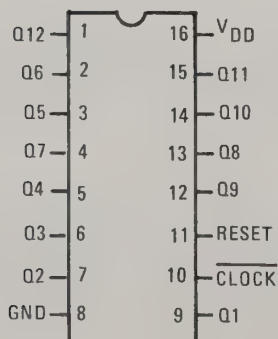 Q12 1 16 VDD
Q6 2 15 Q11
Q5 3 14 Q10
Q7 4 13 Q8
Q4 5 12 Q9
Q3 6 11 RESET
Q2 7 10 CLOCK
GND 8 9 Q1